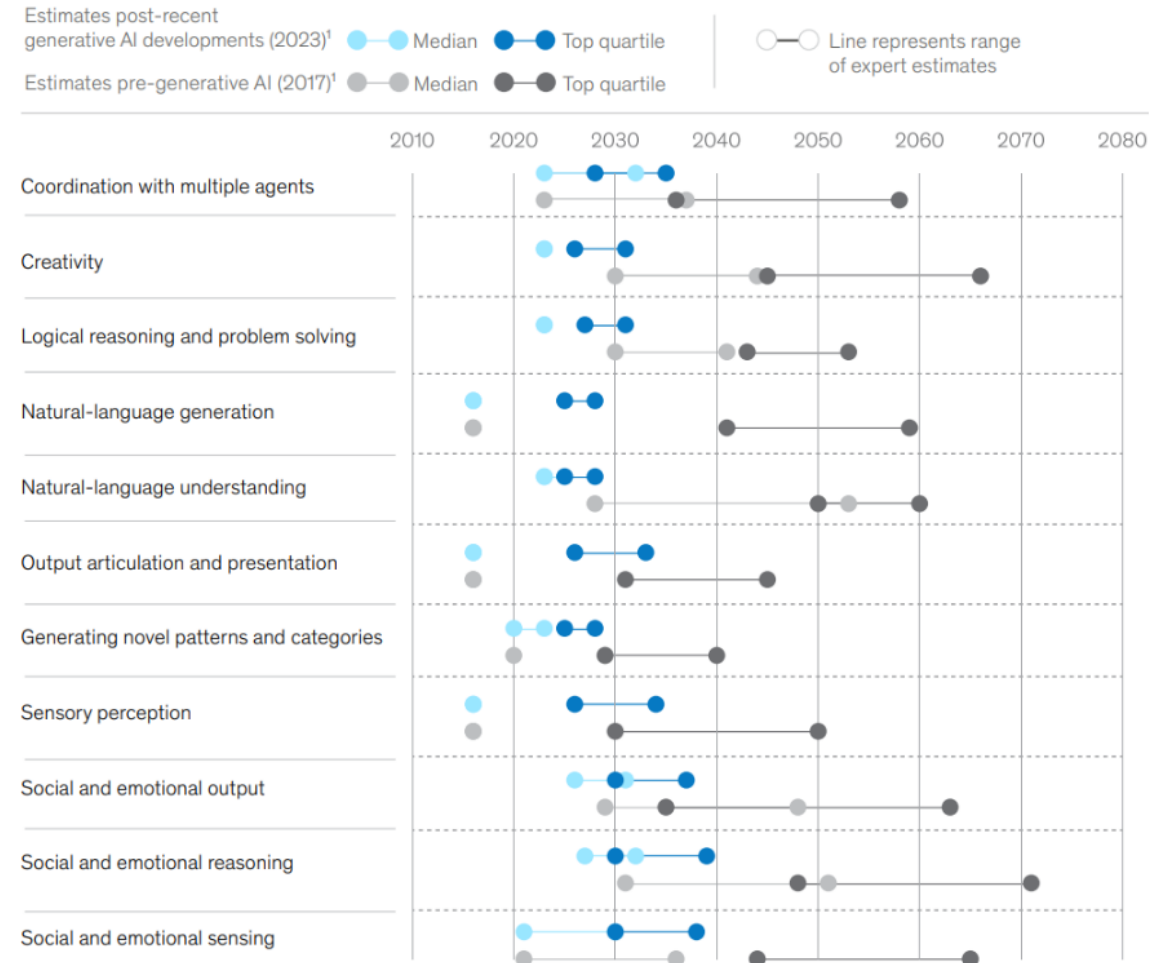 Estimates post-recent
generative AI developments (2023)¹ Median Top quartile
Line represents range
of expert estimates
Estimates pre-generative AI (2017)¹ Median Top quartile
2010 2020 2030 2040 2050 2060 2070 2080
Coordination with multiple agents
Creativity
Logical reasoning and problem solving
Natural-language generation
Natural-language understanding
Output articulation and presentation
Generating novel patterns and categories
Sensory perception
Social and emotional output
Social and emotional reasoning
Social and emotional sensing